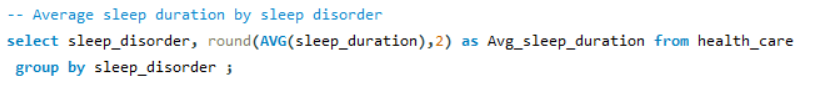 -- Average sleep duration by sleep disorder
select sleep_disorder, round(AVG(sleep_duration),2) as Avg_sleep_duration from health_care
group by sleep_disorder ;